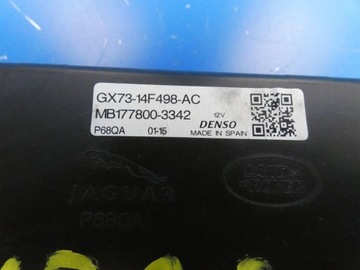 GX73-14F498-AC
MB177800-3342
12V
P68QA 01-15 DENSO
MADE IN SPAIN
JAGUAR
LAND
ROVER
P68QA